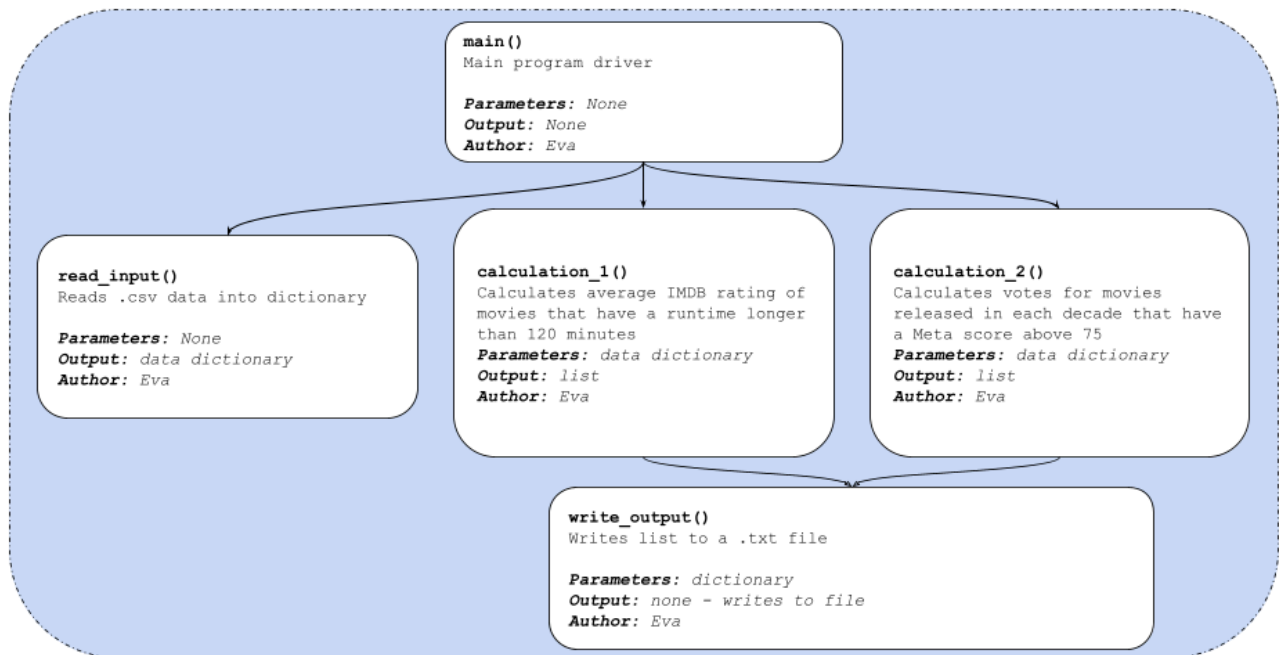 main()
Main program driver
Parameters: None
Output: None
Author: Eva
read_input()
Reads .csv data into dictionary
Parameters: None
Output: data dictionary
Author: Eva
calculation_1()
Calculates average IMDB rating of
movies that have a runtime longer
than 120 minutes
Parameters: data dictionary
Output: list
Author: Eva
calculation_2()
Calculates votes for movies
released in each decade that have
a Meta score above 75
Parameters: data dictionary
Output: list
Author: Eva
write_output()
Writes list to a .txt file
Parameters: dictionary
Output: none - writes to file
Author: Eva